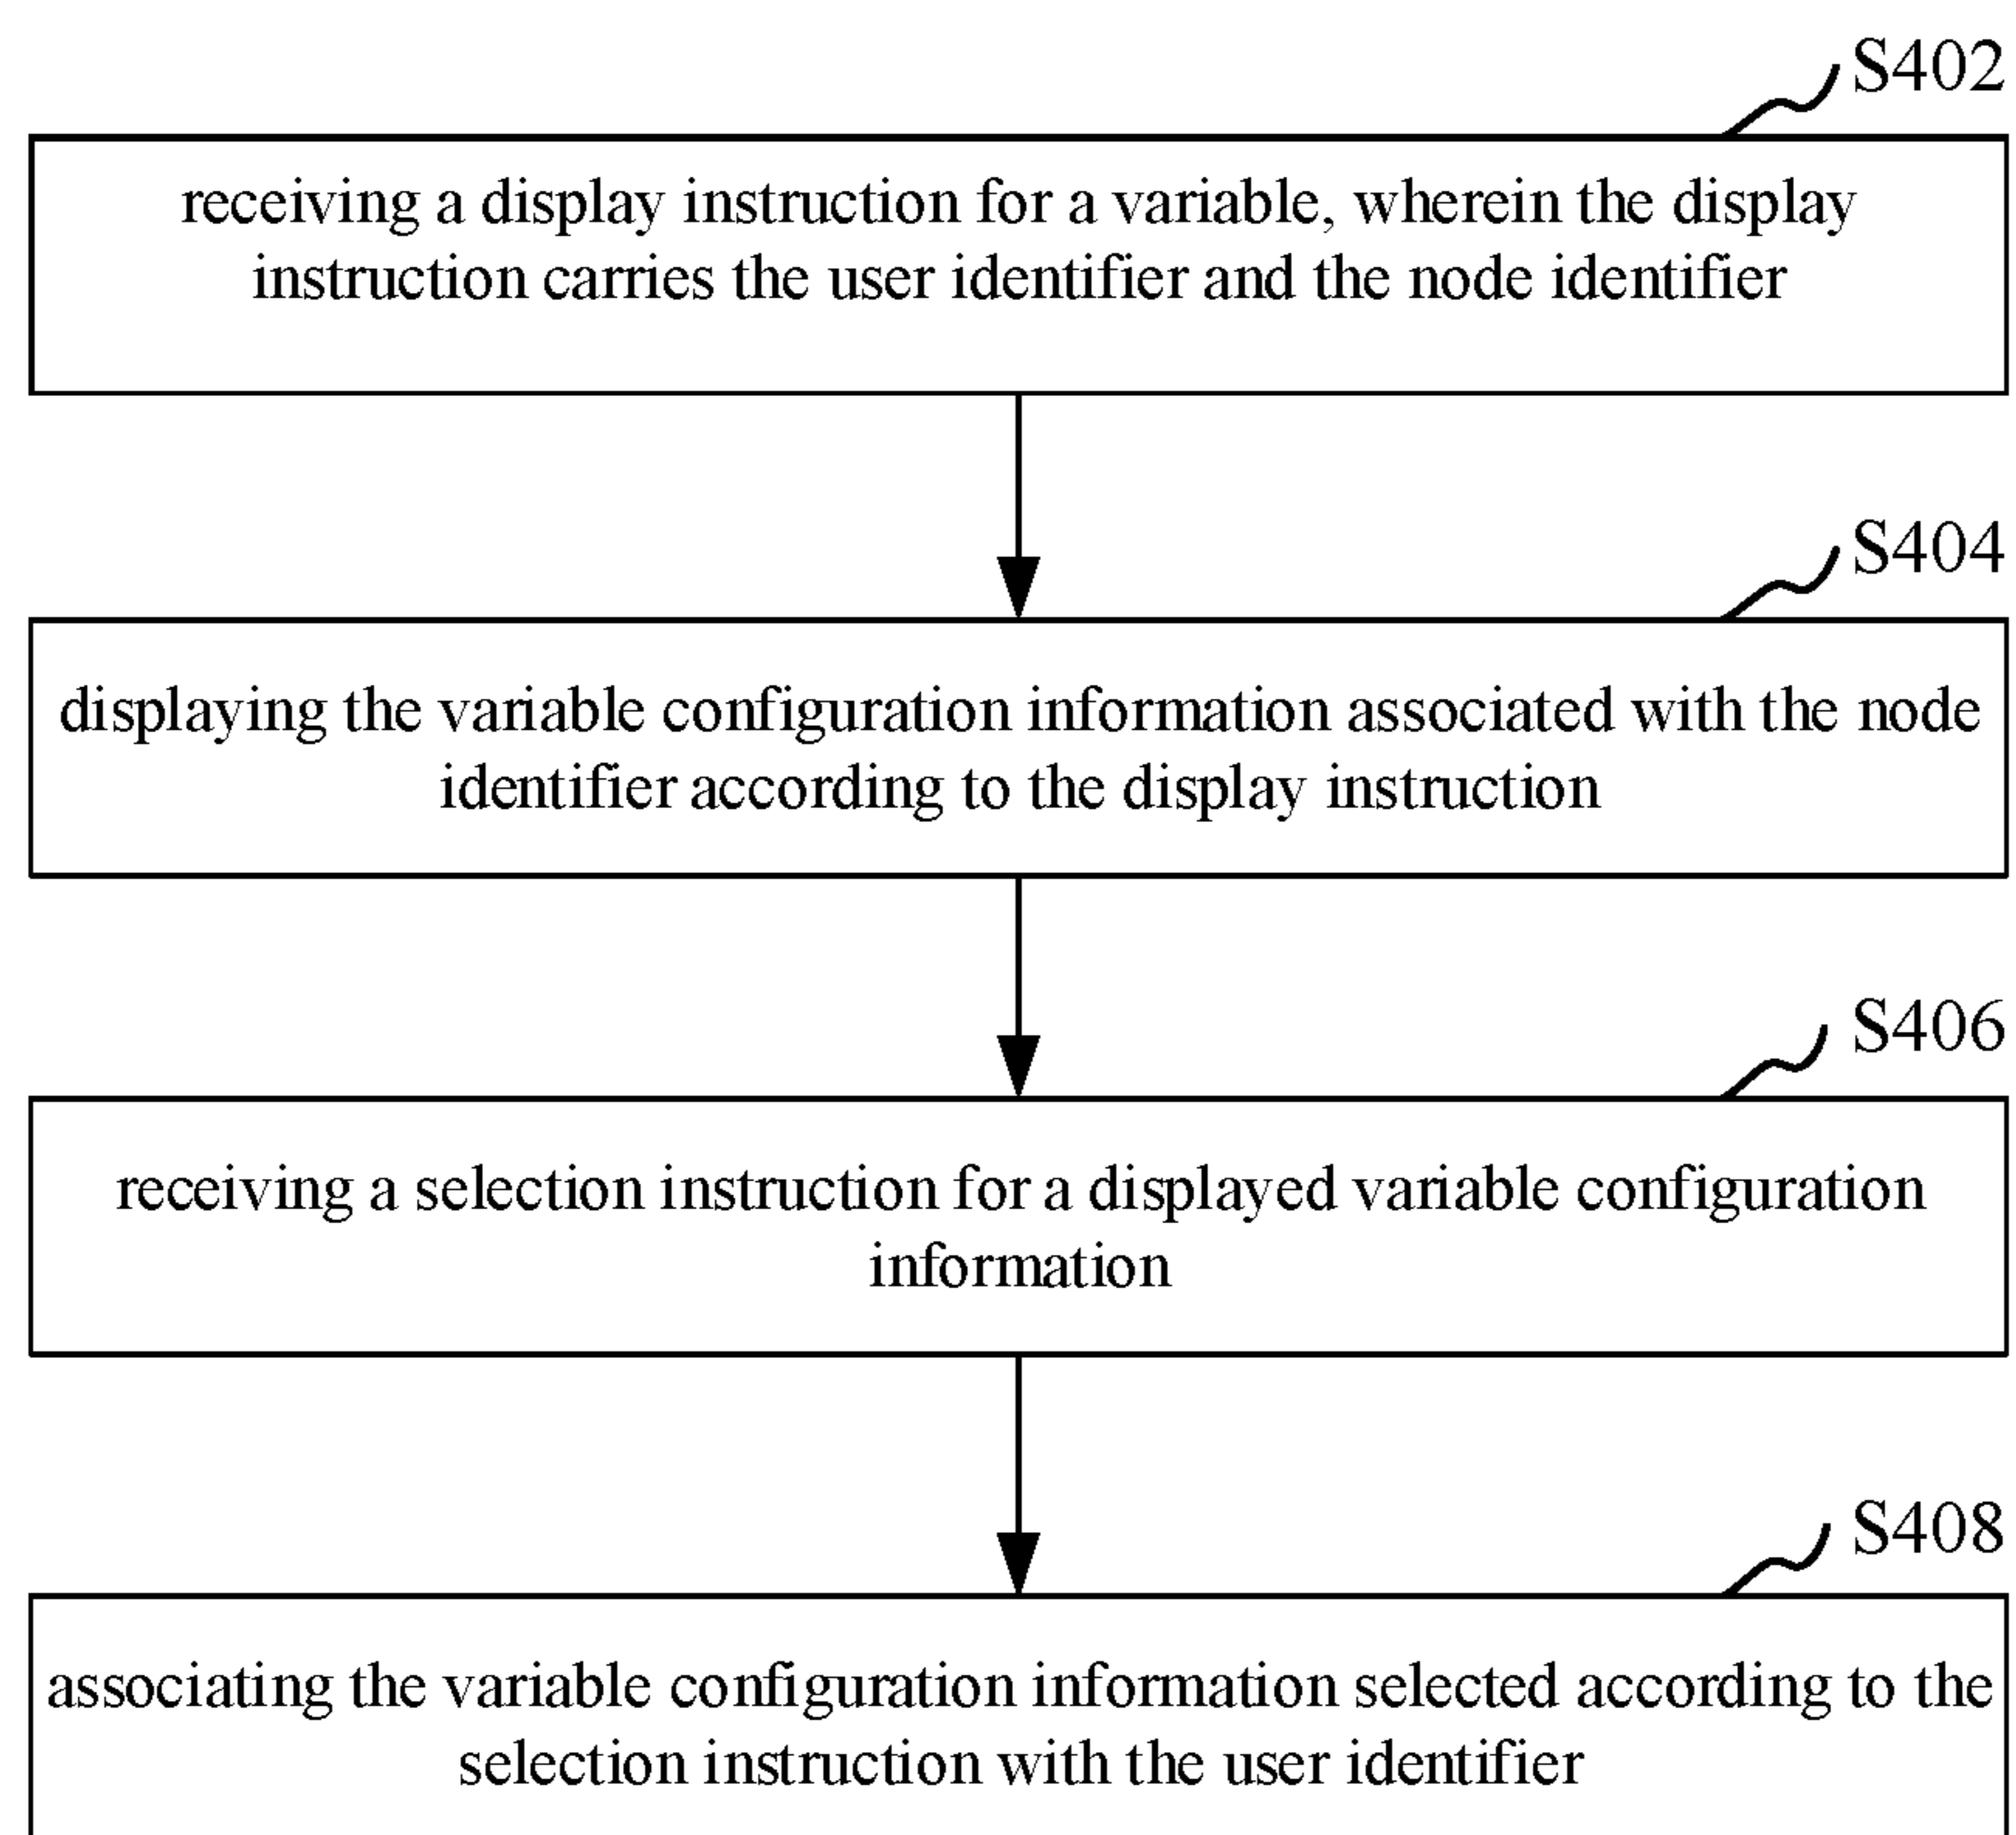 S402
receiving a display instruction for a variable, wherein the display
instruction carries the user identifier and the node identifier
S404
displaying the variable configuration information associated with the node
identifier according to the display instruction
S406
receiving a selection instruction for a displayed variable configuration
information
S408
associating the variable configuration information selected according to the
selection instruction with the user identifier